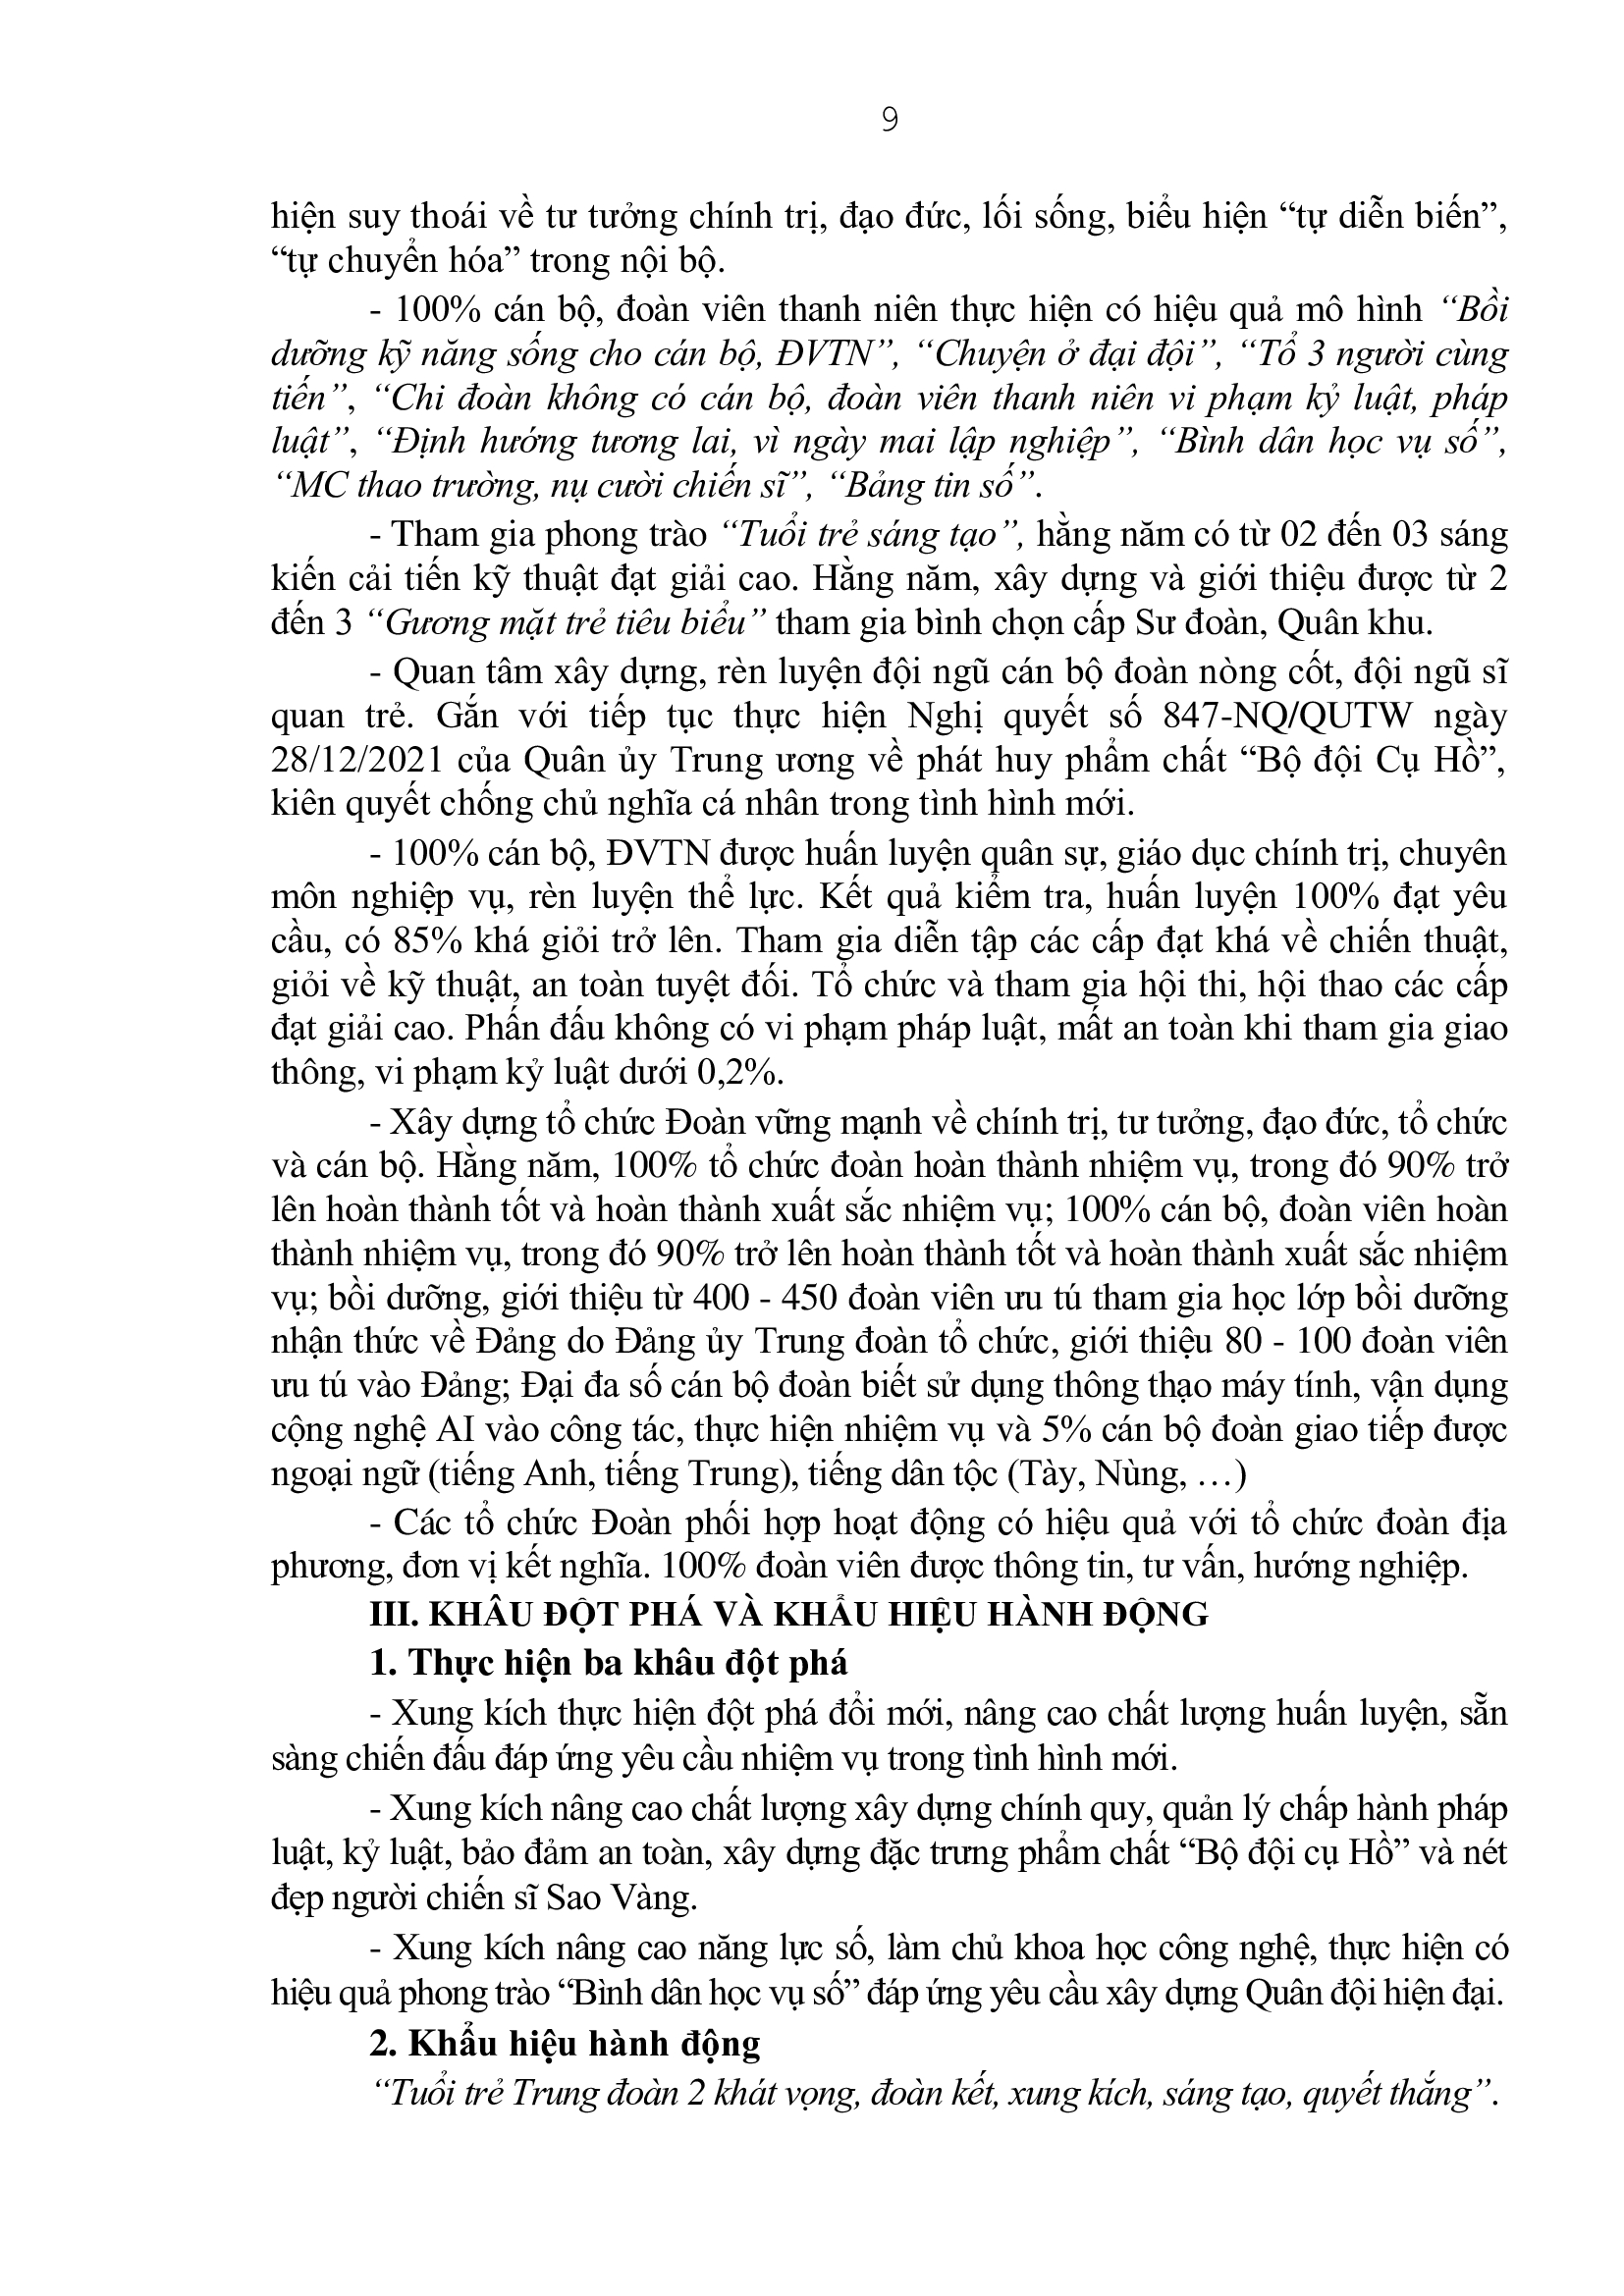 9
hiện suy thoái về tư tưởng chính trị, đạo đức, lối sống, biểu hiện “tự diễn biến”,
“tự chuyển hóa” trong nội bộ.
- 100% cán bộ, đoàn viên thanh niên thực hiện có hiệu quả mô hình “Bồi
dưỡng kỹ năng sống cho cán bộ, ĐVTN”, “Chuyện ở đại đội”, “Tổ 3 người cùng
tiến”, “Chi đoàn không có cán bộ, đoàn viên thanh niên vi phạm kỷ luật, pháp
luật”, “Định hướng tương lai, vì ngày mai lập nghiệp”, “Bình dân học vụ số”,
“MC thao trường, nụ cười chiến sĩ”, “Bảng tin số”.
- Tham gia phong trào “Tuổi trẻ sáng tạo”, hằng năm có từ 02 đến 03 sáng
kiến cải tiến kỹ thuật đạt giải cao. Hằng năm, xây dựng và giới thiệu được từ 2
đến 3 “Gương mặt trẻ tiêu biểu” tham gia bình chọn cấp Sư đoàn, Quân khu.
- Quan tâm xây dựng, rèn luyện đội ngũ cán bộ đoàn nòng cốt, đội ngũ sĩ
quan trẻ. Gắn với tiếp tục thực hiện Nghị quyết số 847-NQ/QUTW ngày
28/12/2021 của Quân ủy Trung ương về phát huy phẩm chất “Bộ đội Cụ Hồ”,
kiên quyết chống chủ nghĩa cá nhân trong tình hình mới.
- 100% cán bộ, ĐVTN được huấn luyện quân sự, giáo dục chính trị, chuyên
môn nghiệp vụ, rèn luyện thể lực. Kết quả kiểm tra, huấn luyện 100% đạt yêu
cầu, có 85% khá giỏi trở lên. Tham gia diễn tập các cấp đạt khá về chiến thuật,
giỏi về kỹ thuật, an toàn tuyệt đối. Tổ chức và tham gia hội thi, hội thao các cấp
đạt giải cao. Phấn đấu không có vi phạm pháp luật, mất an toàn khi tham gia giao
thông, vi phạm kỷ luật dưới 0,2%.
- Xây dựng tổ chức Đoàn vững mạnh về chính trị, tư tưởng, đạo đức, tổ chức
và cán bộ. Hằng năm, 100% tổ chức đoàn hoàn thành nhiệm vụ, trong đó 90% trở
lên hoàn thành tốt và hoàn thành xuất sắc nhiệm vụ; 100% cán bộ, đoàn viên hoàn
thành nhiệm vụ, trong đó 90% trở lên hoàn thành tốt và hoàn thành xuất sắc nhiệm
vụ; bồi dưỡng, giới thiệu từ 400 - 450 đoàn viên ưu tú tham gia học lớp bồi dưỡng
nhận thức về Đảng do Đảng ủy Trung đoàn tổ chức, giới thiệu 80 - 100 đoàn viên
ưu tú vào Đảng; Đại đa số cán bộ đoàn biết sử dụng thông thạo máy tính, vận dụng
cộng nghệ AI vào công tác, thực hiện nhiệm vụ và 5% cán bộ đoàn giao tiếp được
ngoại ngữ (tiếng Anh, tiếng Trung), tiếng dân tộc (Tày, Nùng, …)
- Các tổ chức Đoàn phối hợp hoạt động có hiệu quả với tổ chức đoàn địa
phương, đơn vị kết nghĩa. 100% đoàn viên được thông tin, tư vấn, hướng nghiệp.
III. KHÂU ĐỘT PHÁ VÀ KHẨU HIỆU HÀNH ĐỘNG
1. Thực hiện ba khâu đột phá
- Xung kích thực hiện đột phá đổi mới, nâng cao chất lượng huấn luyện, sẵn
sàng chiến đấu đáp ứng yêu cầu nhiệm vụ trong tình hình mới.
- Xung kích nâng cao chất lượng xây dựng chính quy, quản lý chấp hành pháp
luật, kỷ luật, bảo đảm an toàn, xây dựng đặc trưng phẩm chất “Bộ đội cụ Hồ” và nét
đẹp người chiến sĩ Sao Vàng.
- Xung kích nâng cao năng lực số, làm chủ khoa học công nghệ, thực hiện có
hiệu quả phong trào “Bình dân học vụ số” đáp ứng yêu cầu xây dựng Quân đội hiện đại.
2. Khẩu hiệu hành động
“Tuổi trẻ Trung đoàn 2 khát vọng, đoàn kết, xung kích, sáng tạo, quyết thắng”.